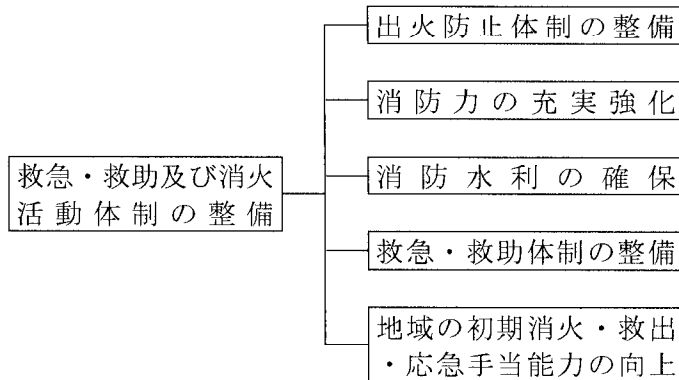 出火防止体制の整備
消防力の充実強化
救急・救助及び消火
活動体制の整備
消防水利の確保
救急・救助体制の整備
地域の初期消火・救出
・応急手当能力の向上